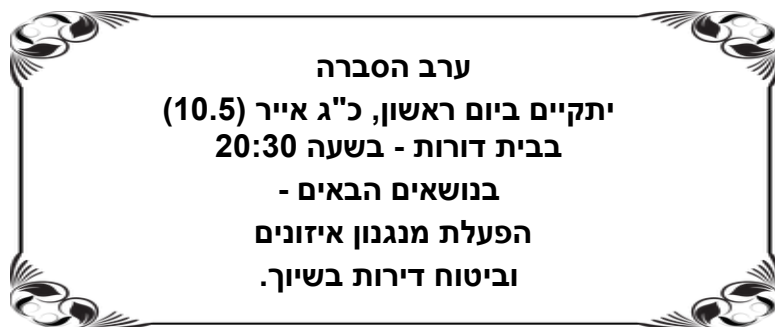 ערב הסברה
יתקיים ביום ראשון, כ"ג אייר (10.5)
בבית דורות - בשעה 20:30
בנושאים הבאים -
הפעלת מנגנון איזונים
וביטוח דירות בשיוך.